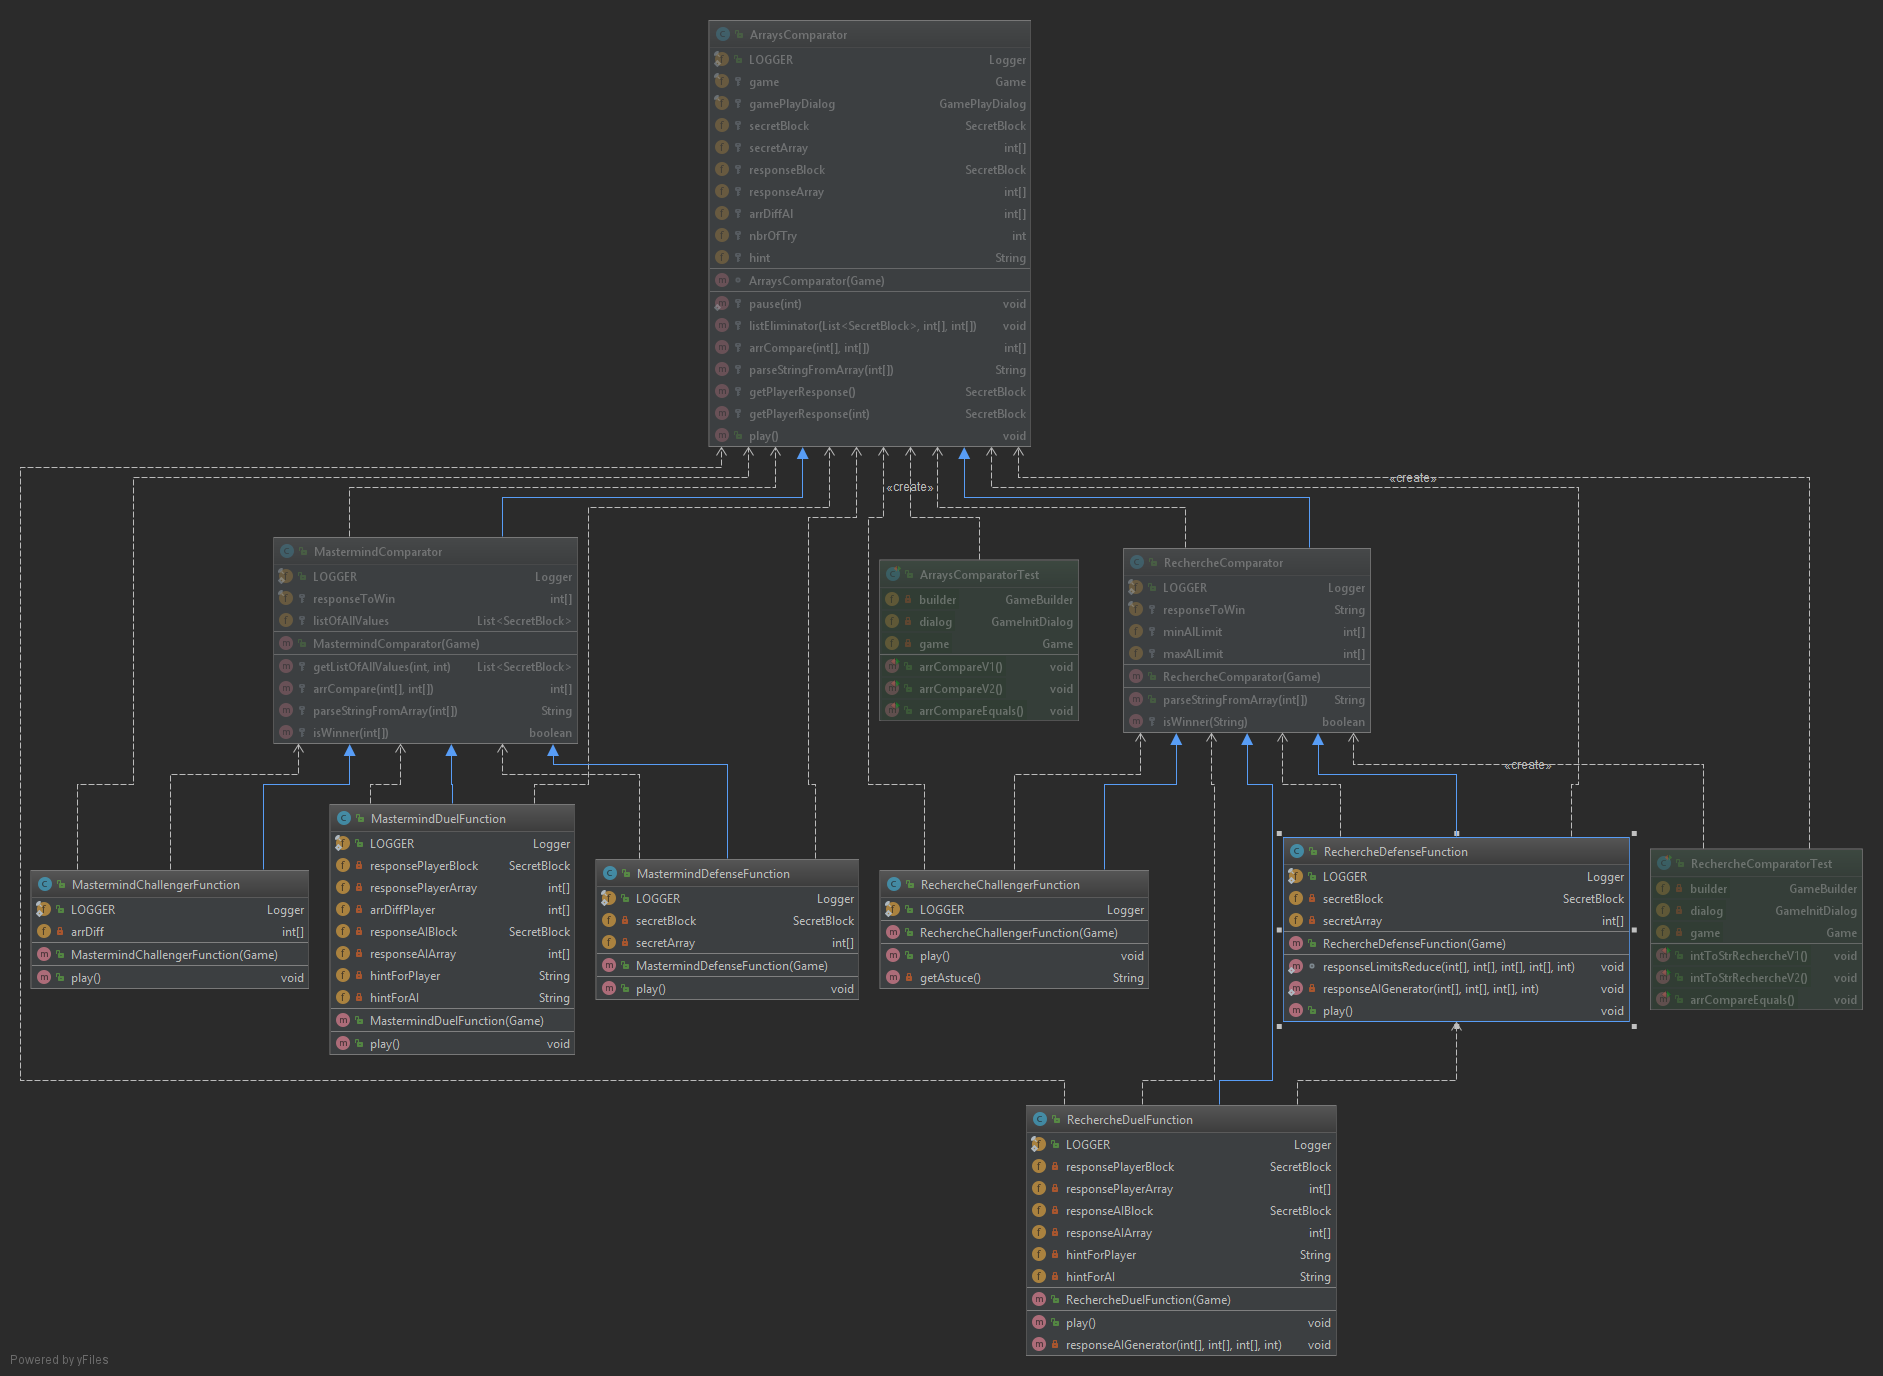 ArraysComparator
LOGGER Logger
game Game
gamePlayDialog GamePlayDialog
secretBlock SecretBlock
secretArray int[]
responseBlock SecretBlock
responseArray int[]
arrDiffAI int[]
nbrOfTry int
hint String
ArraysComparator(Game)
pause(int) void
listEliminator(List<SecretBlock>, int[], int[]) void
arrCompare(int[], int[]) int[]
parseStringFromArray(int[]) String
getPlayerResponse() SecretBlock
getPlayerResponse(int) SecretBlock
play() void
«create»
«create»
MastermindComparator
LOGGER Logger
responseToWin int[]
listOfAllValues List<SecretBlock>
MastermindComparator(Game)
getListOfAllValues(int, int) List<SecretBlock>
arrCompare(int[], int[]) int[]
parseStringFromArray(int[]) String
isWinner(int[]) boolean
ArraysComparatorTest
builder GameBuilder
dialog GameInitDialog
game Game
arrCompareV1() void
arrCompareV2() void
arrCompareEquals() void
RechercheComparator
LOGGER Logger
responseToWin String
minAILimit int[]
maxAILimit int[]
RechercheComparator(Game)
parseStringFromArray(int[]) String
isWinner(String) boolean
«create»
MastermindChallengerFunction
LOGGER Logger
arrDiff int[]
MastermindChallengerFunction(Game)
play() void
MastermindDuelFunction
LOGGER Logger
responsePlayerBlock SecretBlock
responsePlayerArray int[]
arrDiffPlayer int[]
responseAIBlock SecretBlock
responseAIArray int[]
hintForPlayer String
hintForAI String
MastermindDuelFunction(Game)
play() void
MastermindDefenseFunction
LOGGER Logger
secretBlock SecretBlock
secretArray int[]
MastermindDefenseFunction(Game)
play() void
RechercheChallengerFunction
LOGGER Logger
RechercheChallengerFunction(Game)
play() void
getAstuce() String
RechercheDefenseFunction
LOGGER Logger
secretBlock SecretBlock
secretArray int[]
RechercheDefenseFunction(Game)
responseLimitsReduce(int[], int[], int[], int[], int) void
responseAIGenerator(int[], int[], int[], int) void
play() void
RechercheComparatorTest
builder GameBuilder
dialog GameInitDialog
game Game
intToStrRechercheV1() void
intToStrRechercheV2() void
arrCompareEquals() void
RechercheDuelFunction
LOGGER Logger
responsePlayerBlock SecretBlock
responsePlayerArray int[]
responseAIBlock SecretBlock
responseAIArray int[]
hintForPlayer String
hintForAI String
RechercheDuelFunction(Game)
play() void
responseAIGenerator(int[], int[], int[], int) void
Powered by yFiles